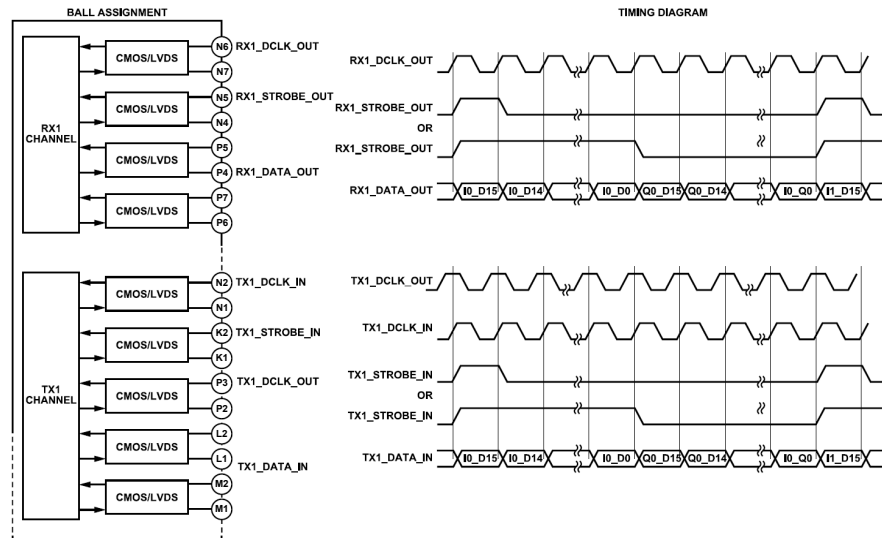 BALL ASSIGNMENT
RX1
CHANNEL
CMOS/LVDS
CMOS/LVDS
CMOS/LVDS
CMOS/LVDS
N6 RX1_DCLK_OUT
N7
N5 RX1_STROBE_OUT
N4
P5
P4 RX1_DATA_OUT
P7
P6
TX1
CHANNEL
CMOS/LVDS
CMOS/LVDS
CMOS/LVDS
CMOS/LVDS
CMOS/LVDS
N2 TX1_DCLK_IN
N1
K2 TX1_STROBE_IN
K1
P3 TX1_DCLK_OUT
P2
L2
L1
TX1_DATA_IN
M2
M1
TIMING DIAGRAM
RX1_DCLK_OUT
RX1_STROBE_OUT
OR
RX1_STROBE_OUT
RX1_DATA_OUT I0_D15 I0_D14 I0_D0 Q0_D15 Q0_D14 I0_Q0 I1_D15
TX1_DCLK_OUT
TX1_DCLK_IN
TX1_STROBE_IN
OR
TX1_STROBE_IN
TX1_DATA_IN I0_D15 I0_D14 I0_D0 Q0_D15 Q0_D14 I0_Q0 I1_D15